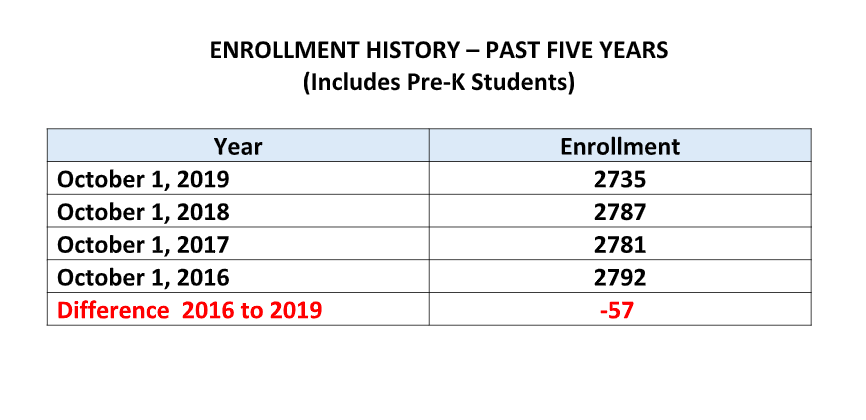 ENROLLMENT HISTORY – PAST FIVE YEARS
(Includes Pre-K Students)
Year Enrollment
October 1, 2019 2735
October 1, 2018 2787
October 1, 2017 2781
October 1, 2016 2792
Difference  2016 to 2019 -57